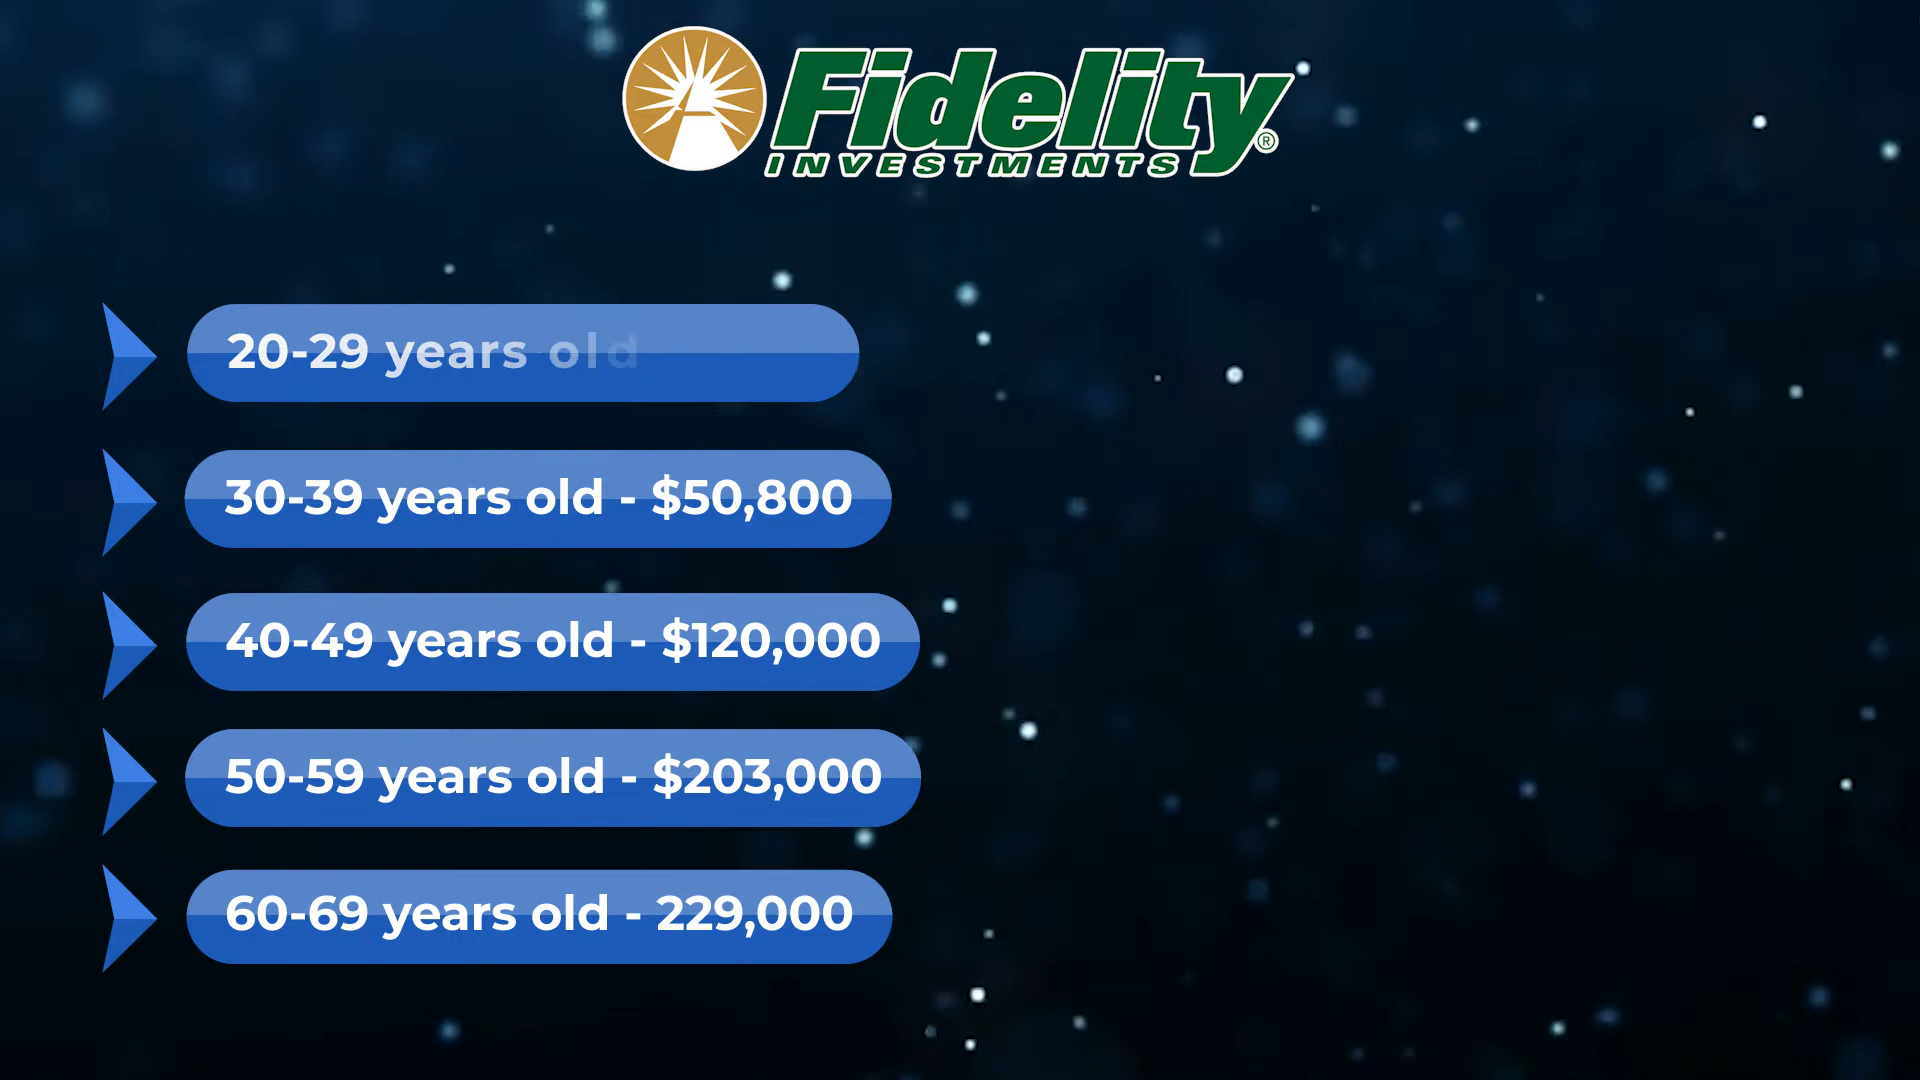 Fidelity®
INVESTMENTS
20-29 years old
30-39 years old - $50,800
40-49 years old - $120,000
50-59 years old - $203,000
60-69 years old - 229,000